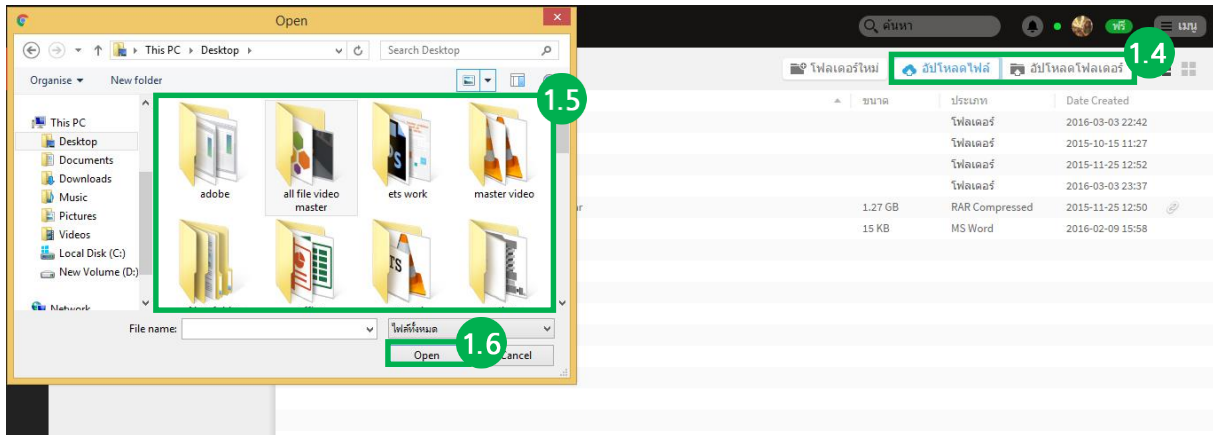 Open
ค้นหา
ฟรี
เมนู
1.4
This PC
Desktop
Search Desktop
Organise
New folder
โฟลเดอร์ใหม่
อัปโหลดไฟล์
อัปโหลดโฟลเดอร์
1.5
This PC
Desktop
Documents
Downloads
Music
Pictures
Videos
Local Disk (C:)
New Volume (D:)
Network
adobe
all file video
master
ets work
master video
ขนาด
ประเภท
Date Created
โฟลเดอร์
2016-03-03 22:42
โฟลเดอร์
2015-10-15 11:27
โฟลเดอร์
2015-11-25 12:52
โฟลเดอร์
2016-03-03 23:37
1.27 GB
RAR Compressed
2015-11-25 12:50
15 KB
MS Word
2016-02-09 15:58
File name:
ไฟล์ทั้งหมด
1.6
Open
Cancel